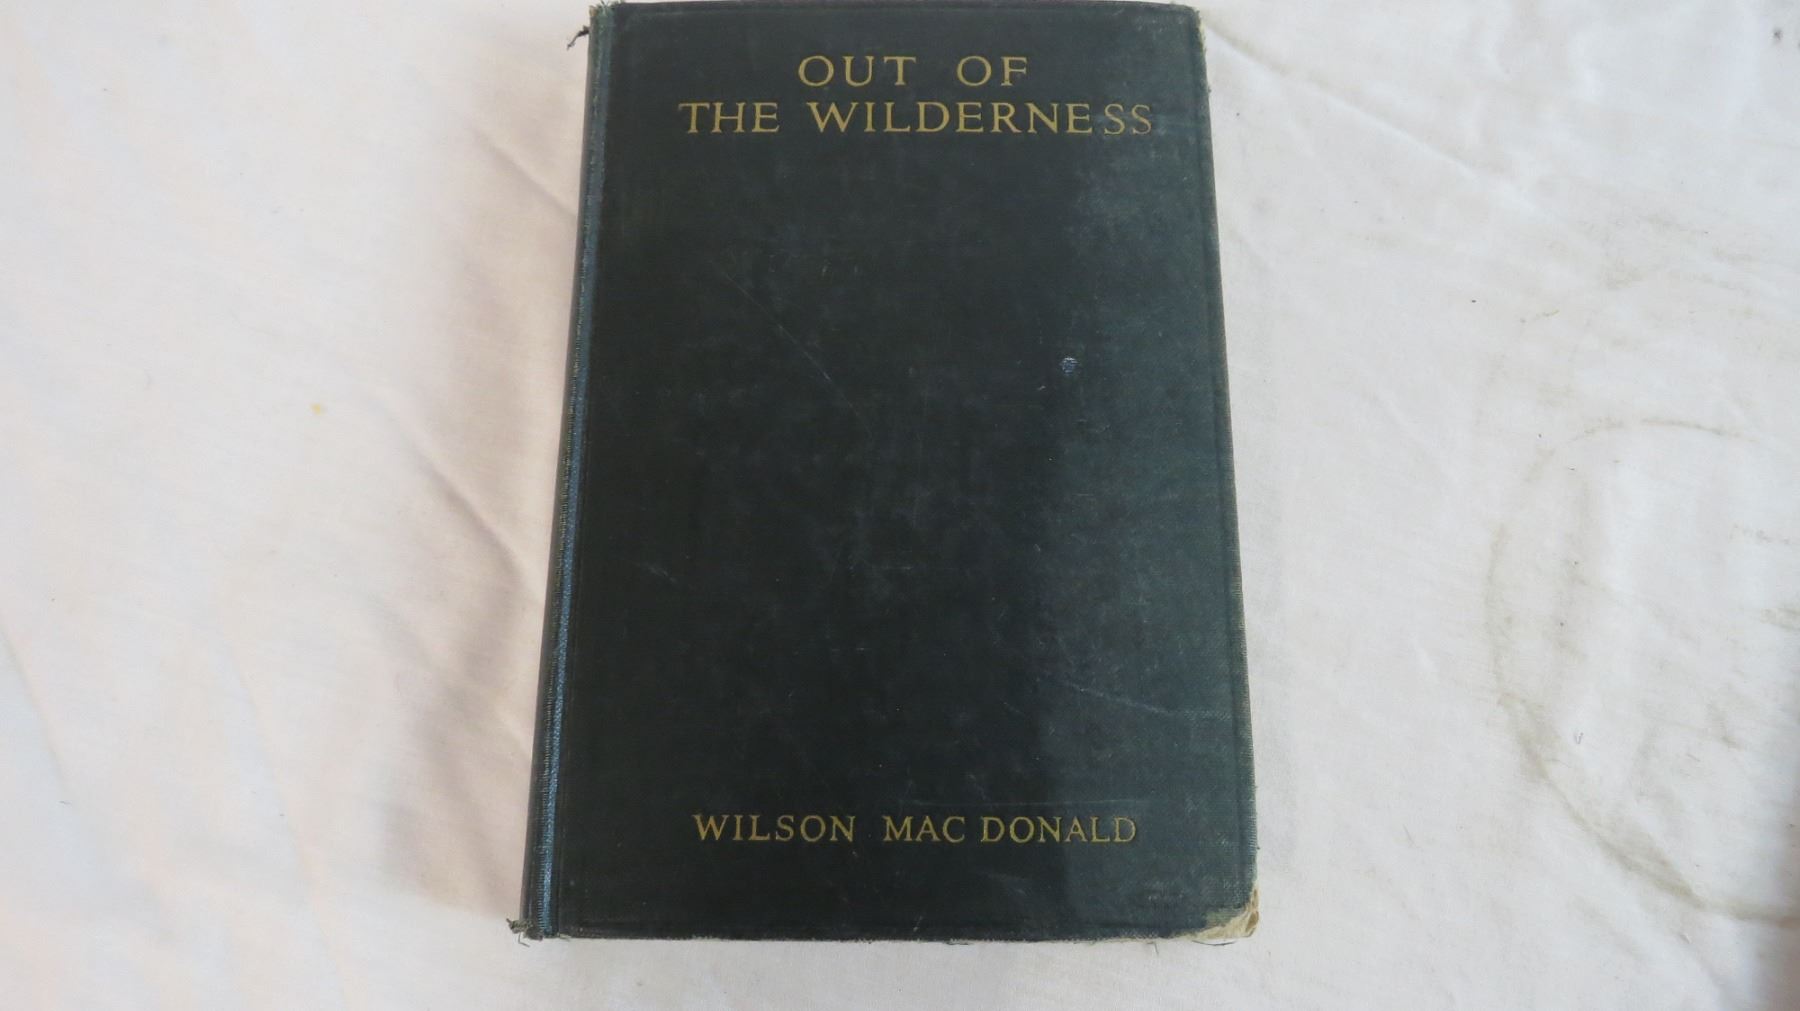 OUT OF
THE WILDERNESS
WILSON MAC DONALD